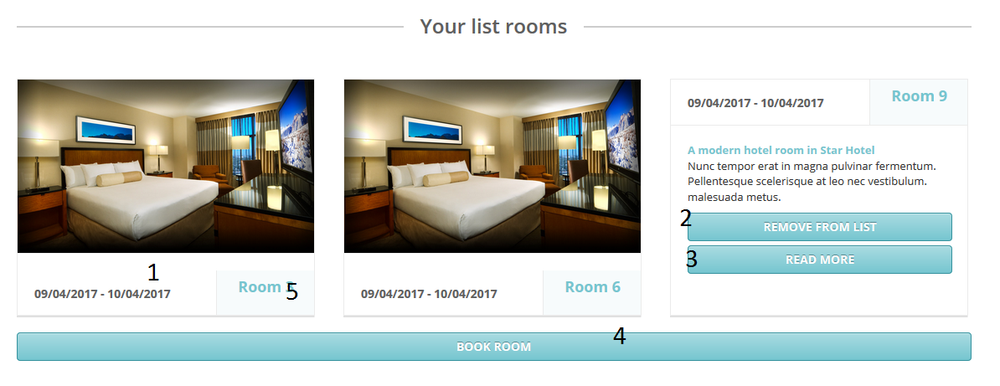 Your list rooms
1
09/04/2017 - 10/04/2017
Room
5
09/04/2017 - 10/04/2017
Room 6
09/04/2017 - 10/04/2017
Room 9
A modern hotel room in Star Hotel
Nunc tempor erat in magna pulvinar fermentum.
Pellentesque scelerisque at leo nec vestibulum.
malesuada metus.
2
REMOVE FROM LIST
3
READ MORE
4
BOOK ROOM